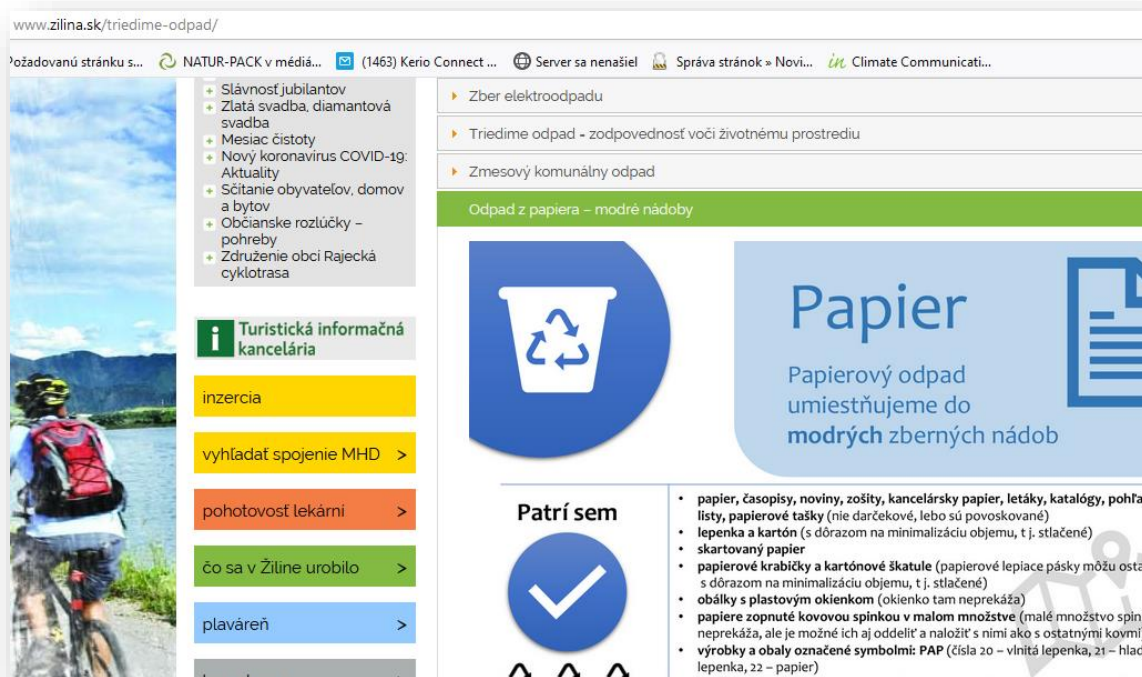 www.zilina.sk/triedime-odpad/
Požadovanú stránku s...
NATUR-PACK v médiá...
(1463) Kerio Connect ...
Server sa nenašiel
Správa stránok » Novi...
in Climate Communicati...
Slávnosť jubilantov
Zlatá svadba, diamantová
svadba
Mesiac čistoty
Nový koronavírus COVID-19:
Aktuality
Sčítanie obyvateľov, domov
a bytov
Občianske rozlúčky –
pohreby
Združenie obcí Rajecká
cyklotrasa
i Turistická informačná
kancelária
inzercia
vyhľadať spojenie MHD >
pohotovosť lekární >
čo sa v Žiline urobilo >
plaváreň >
Zber elektroodpadu
Triedime odpad - zodpovednosť voči životnému prostrediu
Zmesový komunálny odpad
Odpad z papiera – modré nádoby
Papier
Papierový odpad
umiestňujeme do
modrých zberných nádob
Patrí sem
• papier, časopisy, noviny, zošity, kancelársky papier, letáky, katalógy,
listy, papierové tašky (nie darčekové, lebo sú povoskované)
• lepenka a kartón (s dôrazom na minimalizáciu objemu, t j. stlačené)
• skartovaný papier
• papierové krabičky a kartónové škatule (papierové lepiace pásky môžu
s dôrazom na minimalizáciu objemu, t j. stlačené)
• obálky s plastovým okienkom (okienko tam neprekáža)
• papiere zopnuté kovovou spinkou v malom množstve (malé množstvo
neprekáža, ale je možné ich aj oddeliť a naložiť s nimi ako s ostatnými kovmi
• výrobky a obaly označené symbolmi: PAP (čísla 20 – vlnitá lepenka, 21 –
lepenka, 22 – papier)